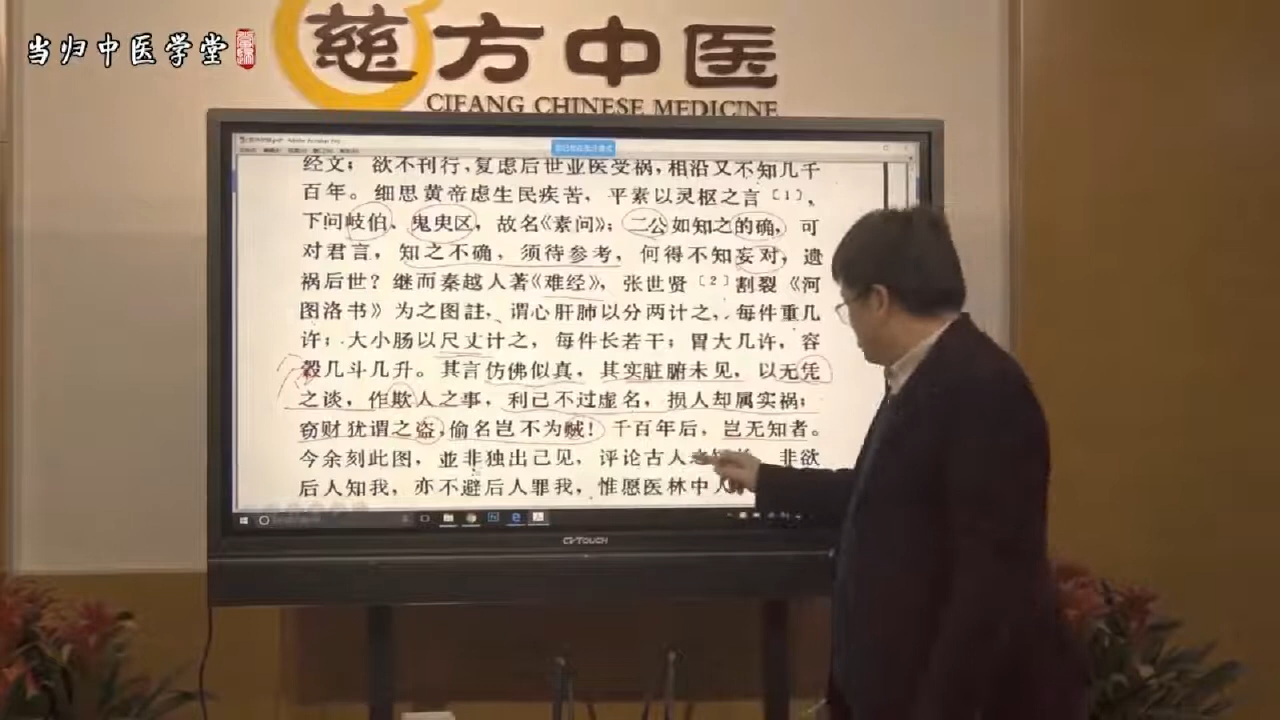 当归中医学堂
慈方中医
CIFANG CHINESE MEDICINE
经文；欲不刊行，复虑后世业医受祸，相沿又不知几千
百年。细思黄帝虑生民疾苦，平素以灵枢之言〔1〕、
下问岐伯、鬼臾区，故名《素问》；二公如知之的确，可
对君言，知之不确，须待参考，何得不知妄对，遗
祸后世？继而秦越人著《难经》，张世贤〔2〕割裂《河
图洛书》为之图註，谓心肝肺以分两计之，每件重几
许；大小肠以尺丈计之，每件长若干；胃大几许，容
榖几斗几升。其言仿佛似真，其实脏腑未见，以无凭
之谈，作欺人之事，利己不过虚名，损人却属实祸；
窃财犹谓之盗，偷名岂不为贼！千百年后，岂无知者。
今余刻此图，並非独出己见，评论古人之 非欲
后人知我，亦不避后人罪我，惟愿医林中人
CVTOUCH